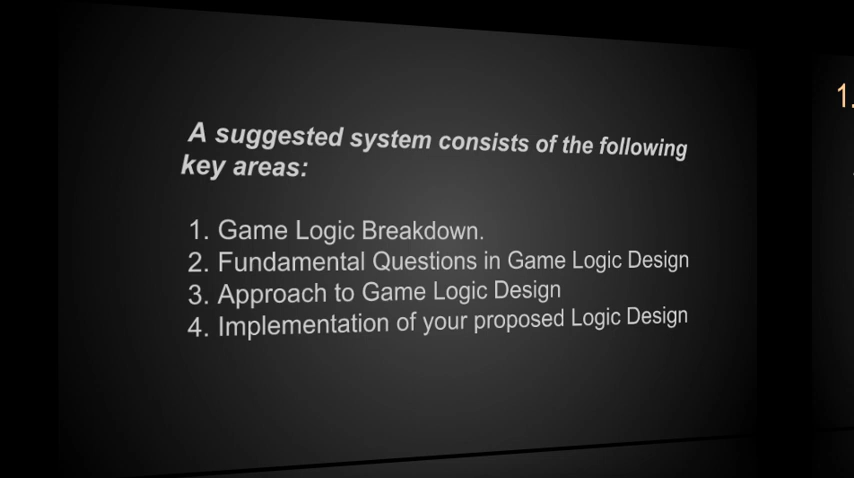 A suggested system consists of the following
key areas:
1. Game Logic Breakdown.
2. Fundamental Questions in Game Logic Design
3. Approach to Game Logic Design
4. Implementation of your proposed Logic Design
1.